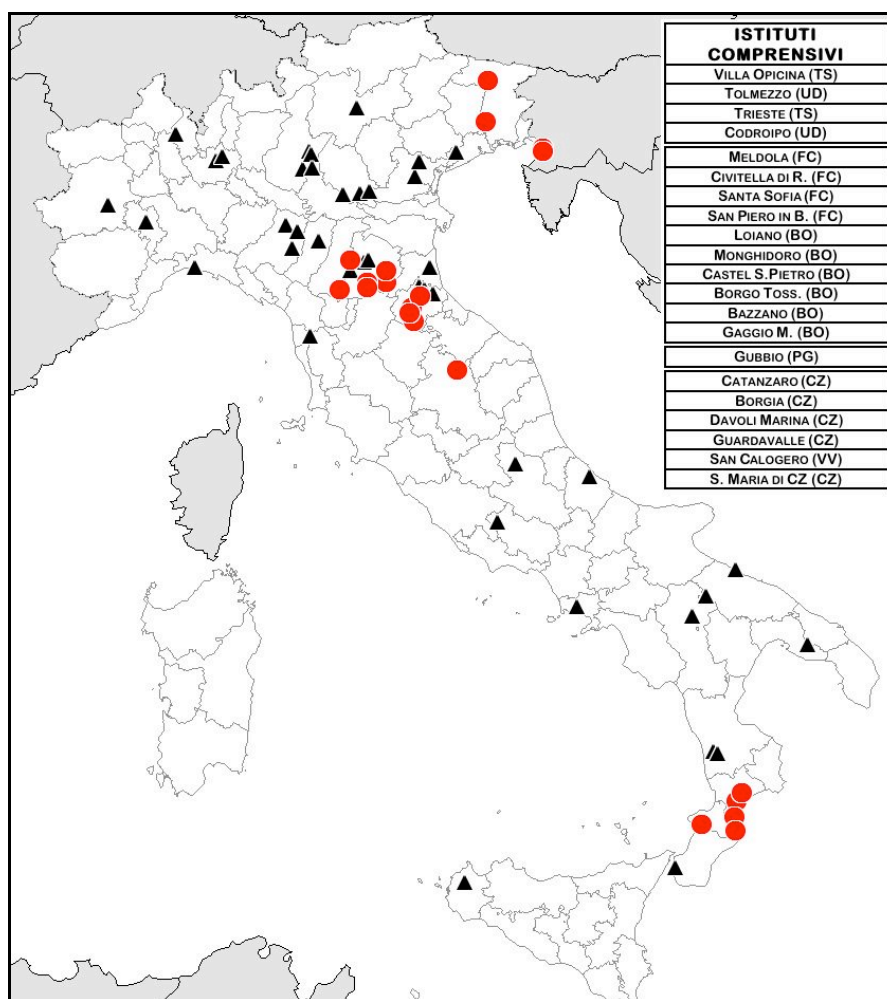 ISTITUTI
COMPRENSIVI
VILLA OPICINA (TS)
TOLMEZZO (UD)
TRIESTE (TS)
CODROIPO (UD)
MELDOLA (FC)
CIVITELLA DI R. (FC)
SANTA SOFIA (FC)
SAN PIERO IN B. (FC)
LOIANO (BO)
MONGHIDORO (BO)
CASTEL S.PIETRO (BO)
BORGO TOSS. (BO)
BAZZANO (BO)
GAGGIO M. (BO)
GUBBIO (PG)
CATANZARO (CZ)
BORGIA (CZ)
DAVOLI MARINA (CZ)
GUARDAVALLE (CZ)
SAN CALOGERO (VV)
S. MARIA DI CZ (CZ)